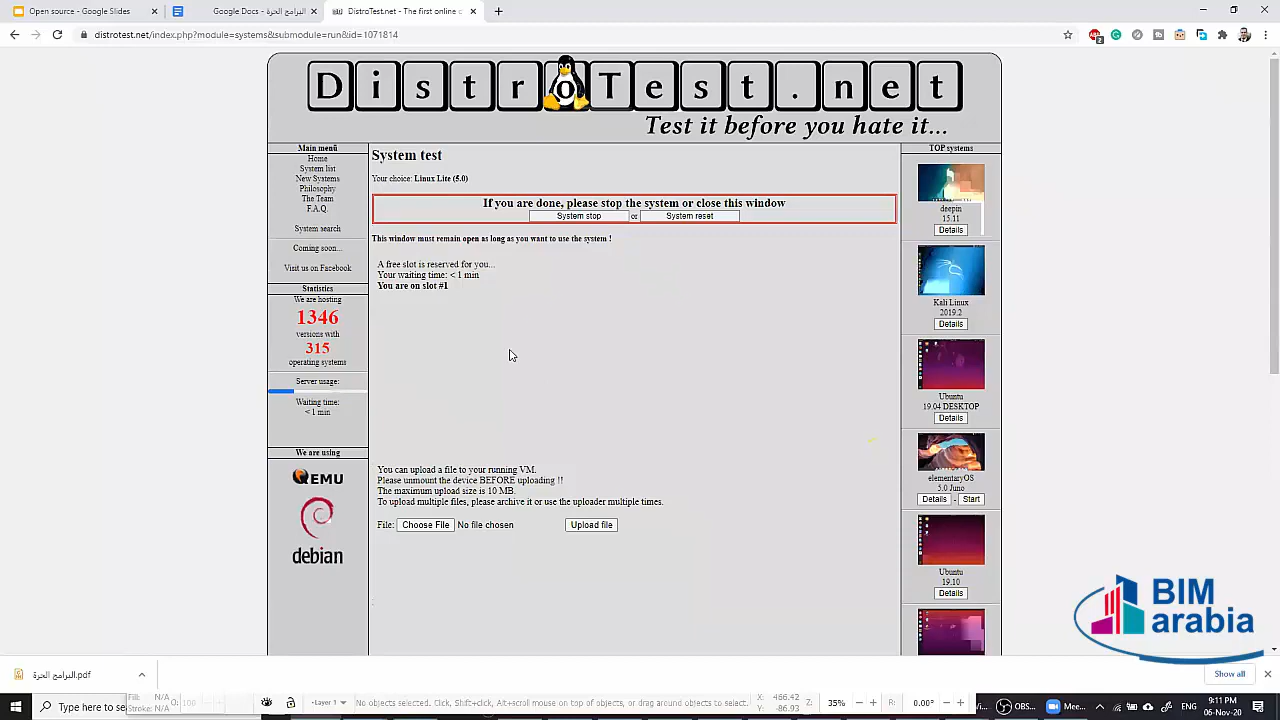 Open source - Google Slides
Google Docs - البرامج الحرة
DistroTest.net - The first online o
distrotest.net/index.php?module=systems&submodule=run&id=1071814
DistroTest.net
Test it before you hate it...
Main menü
Home
System list
New Systems
Philosophy
The Team
F.A.Q.
System search
Coming soon...
Visit us on Facebook
Statistics
We are hosting
1346
versions with
315
operating systems
Server usage:
Waiting time:
< 1 min
We are using
QEMU
debian
System test
Your choice: Linux Lite (5.0)
If you are done, please stop the system or close this window
System stop or System reset
This window must remain open as long as you want to use the system !
A free slot is reserved for you...
Your waiting time: < 1 min
You are on slot #1
You can upload a file to your running VM.
Please unmount the device BEFORE uploading !!
The maximum upload size is 10 MB.
To upload multiple files, please archive it or use the uploader multiple times.
File: Choose File No file chosen Upload file
TOP systems
deepin
15.11
Details
Kali Linux
2019.2
Details
Ubuntu
19.04 DESKTOP
Details
elementaryOS
5.0 Juno
Details - Start
Ubuntu
19.10
Details
BIM
arabia
البرامج الحرة.pdf
Show all
Type here to se
Fill: N/A
Stroke: N/A
O: 100
Layer 1
No objects selected. Click, Shift+click, Alt+scroll mouse on top of objects, or drag around objects to select.
X: 466.42
Y: -86.93
35%
R: 0.00°
OBS...
Mee...
9:11 PM
06-Nov-20